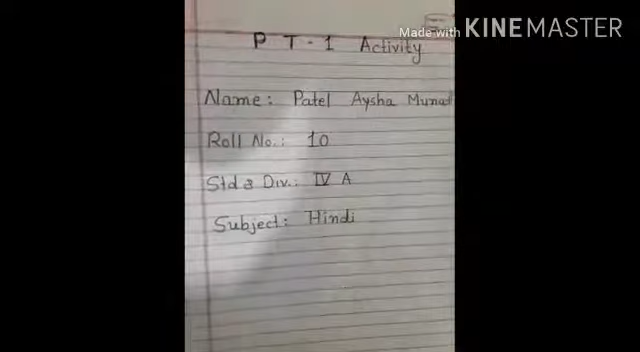 Made with KINEMASTER
P T - 1 Activity
Name: Patel Aysha
Roll No.: 10
Std & Div.: IV A
Subject: Hindi